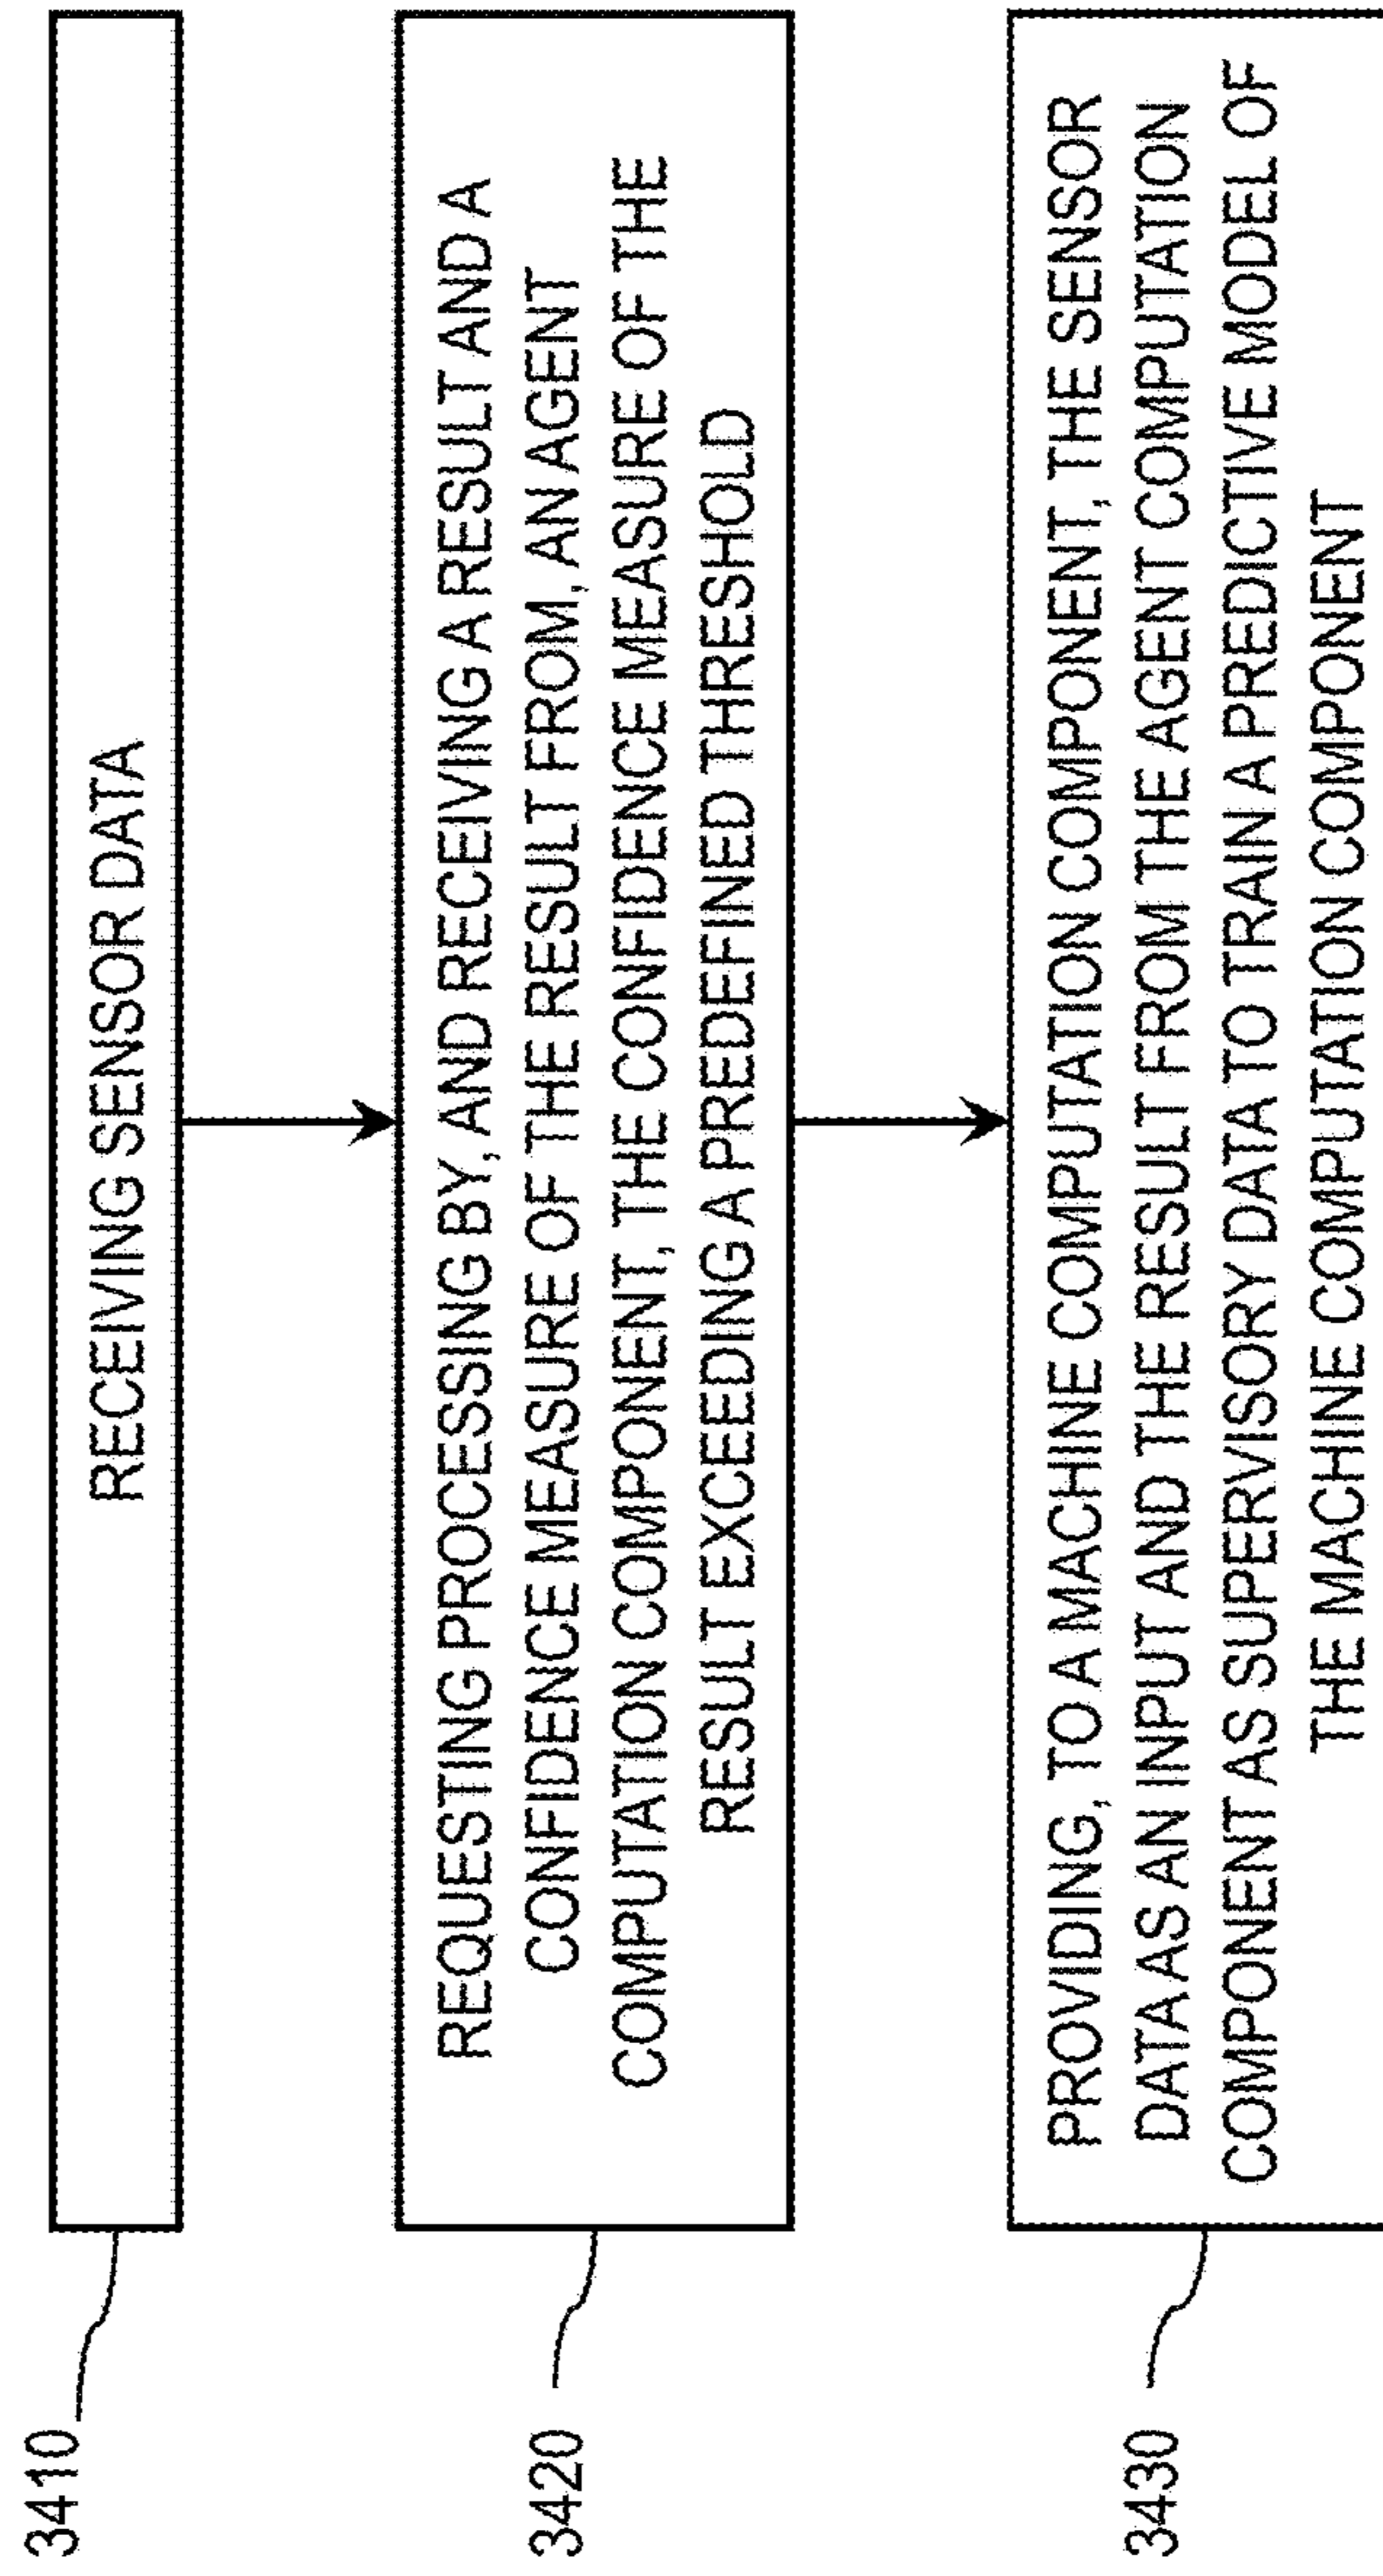 3410
RECEIVING SENSOR DATA
3420
REQUESTING PROCESSING BY, AND RECEIVING A RESULT AND A
CONFIDENCE MEASURE OF THE RESULT FROM, AN AGENT
COMPUTATION COMPONENT, THE CONFIDENCE MEASURE OF THE
RESULT EXCEEDING A PREDEFINED THRESHOLD
3430
PROVIDING, TO A MACHINE COMPUTATION COMPONENT, THE SENSOR
DATA AS AN INPUT AND THE RESULT FROM THE AGENT COMPUTATION
COMPONENT AS SUPERVISORY DATA TO TRAIN A PREDICTIVE MODEL OF
THE MACHINE COMPUTATION COMPONENT